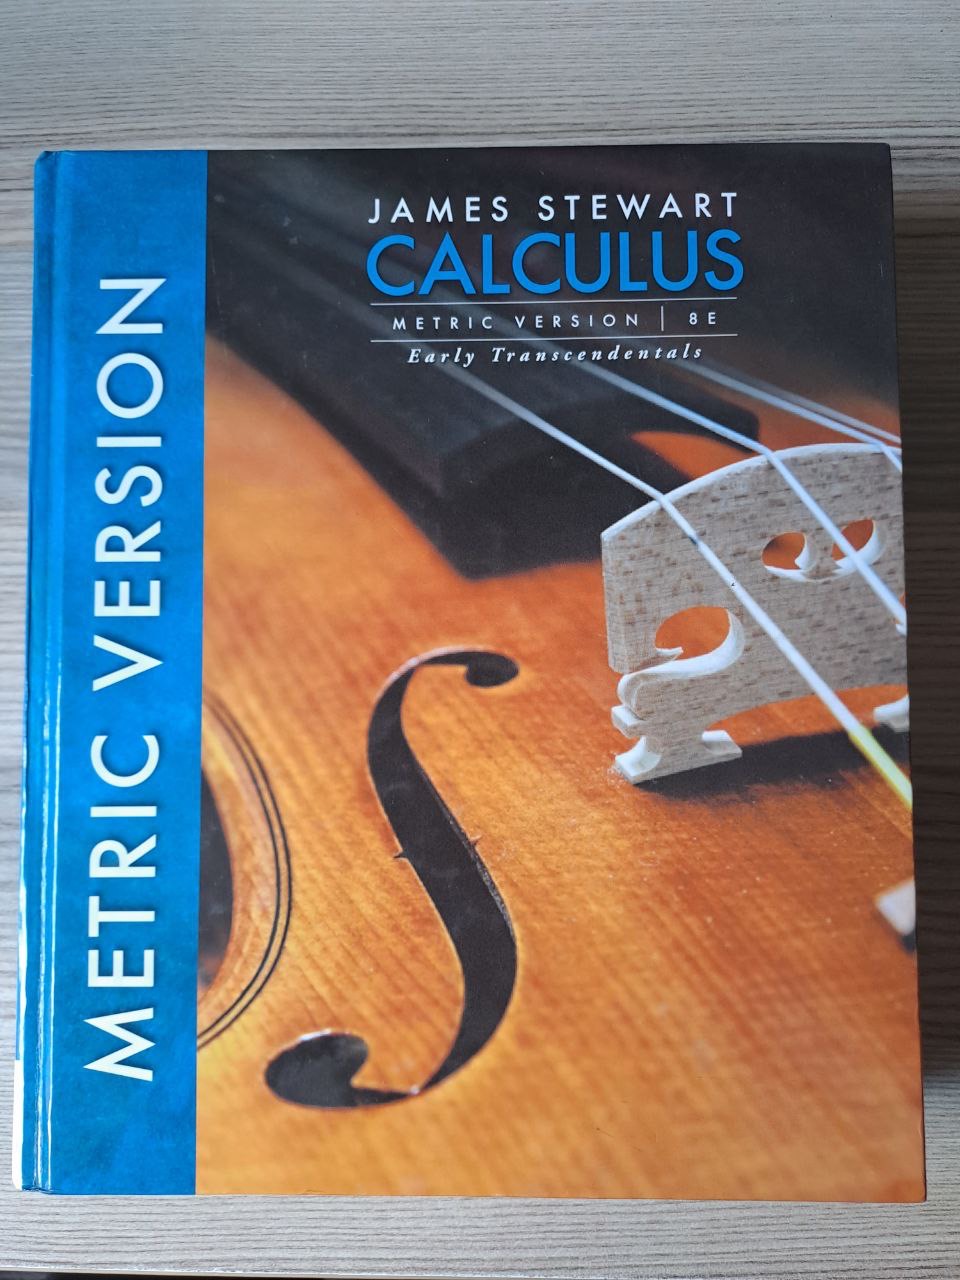 METRIC VERSION
JAMES STEWART
CALCULUS
METRIC VERSION | 8E
Early Transcendentals